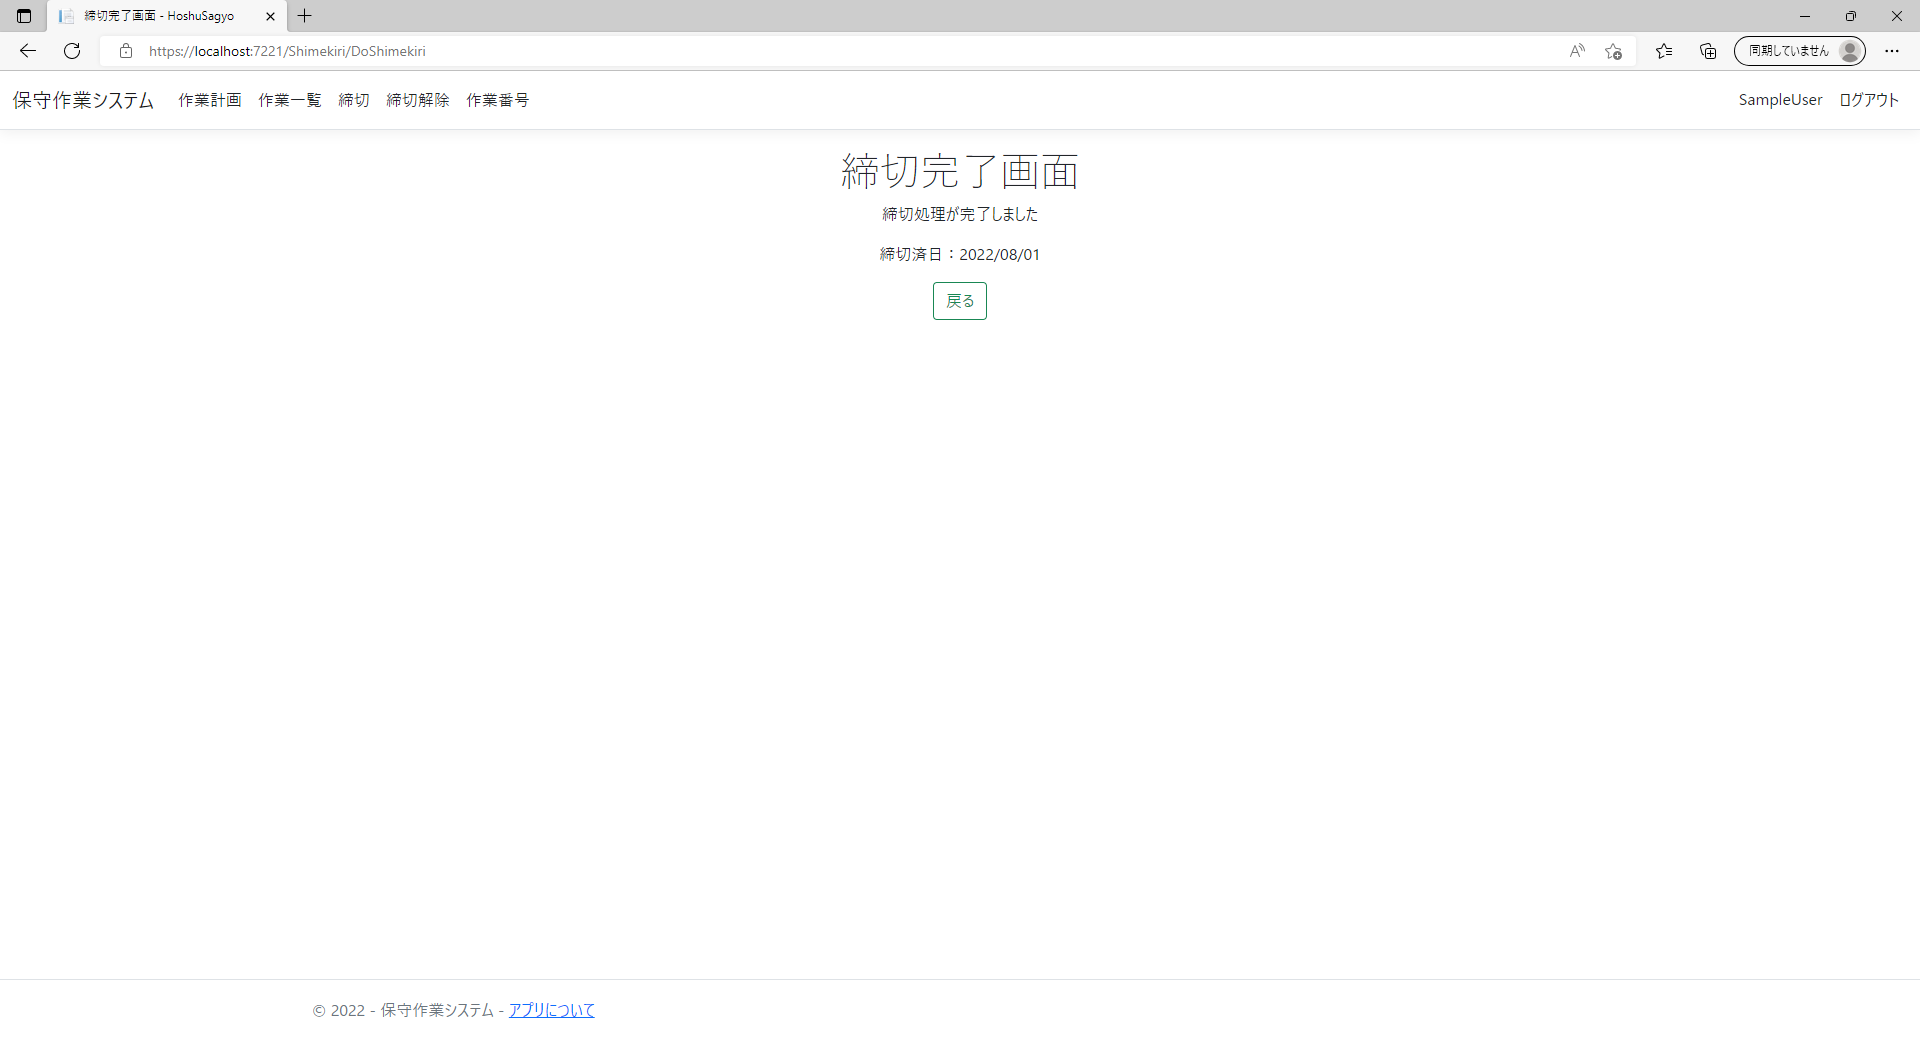 締切完了画面 - HoshuSagyo
https://localhost:7221/Shimekiri/DoShimekiri
同期していません
保守作業システム 作業計画 作業一覧 締切 締切解除 作業番号 SampleUser ログアウト
締切完了画面
締切処理が完了しました
締切済日：2022/08/01
戻る
© 2022 - 保守作業システム - アプリについて